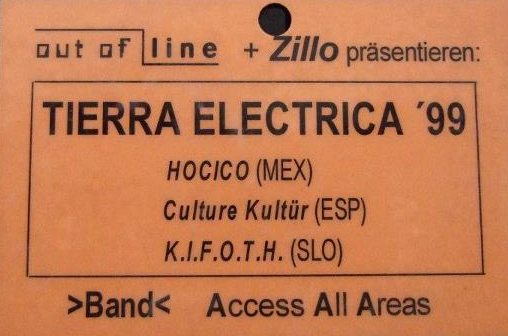 out of line + Zillo präsentieren:
TIERRA ELECTRICA ´99
HOCICO (MEX)
Culture Kultür (ESP)
K.I.F.O.T.H. (SLO)
>Band< Access All Areas